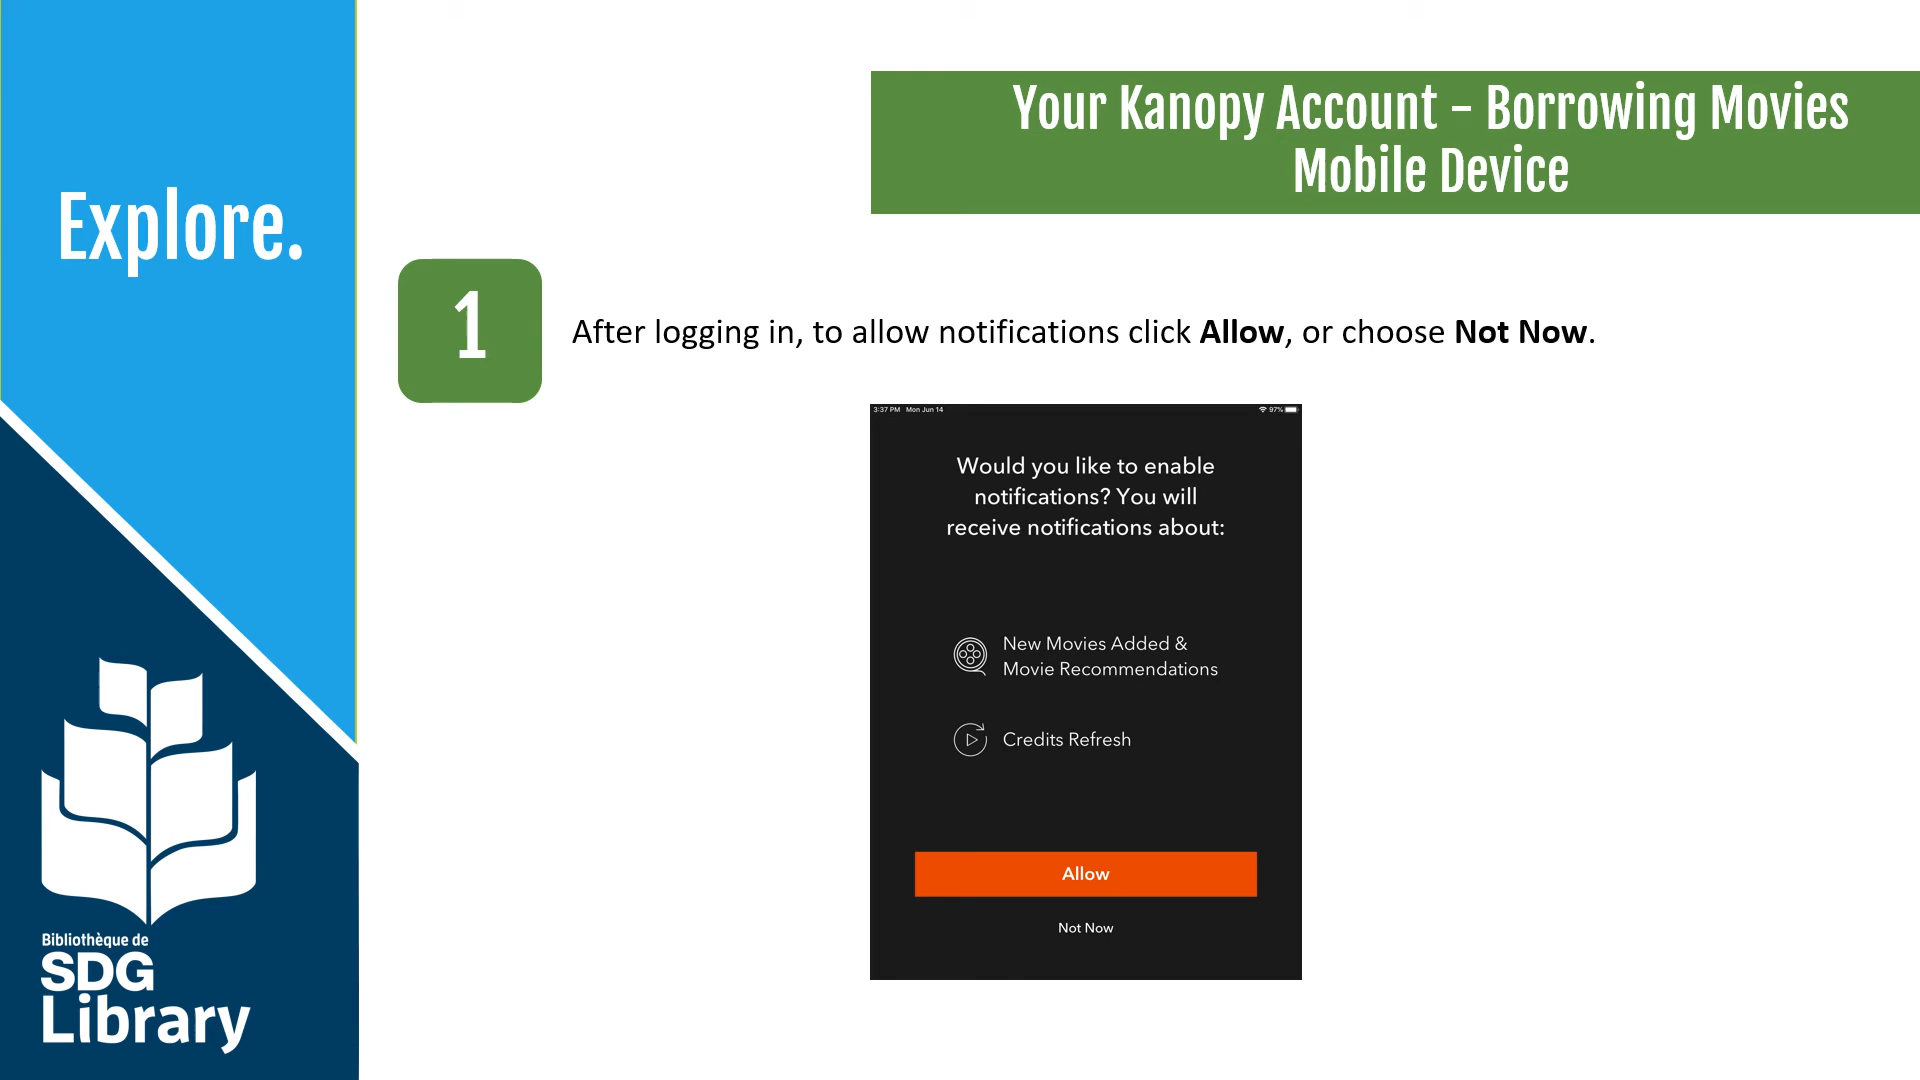 Explore.
Your Kanopy Account - Borrowing Movies
Mobile Device
1
After logging in, to allow notifications click Allow, or choose Not Now.
3:37 PM Mon Jun 14
97%
Would you like to enable
notifications? You will
receive notifications about:
New Movies Added &
Movie Recommendations
Credits Refresh
Allow
Not Now
Bibliothèque de
SDG
Library